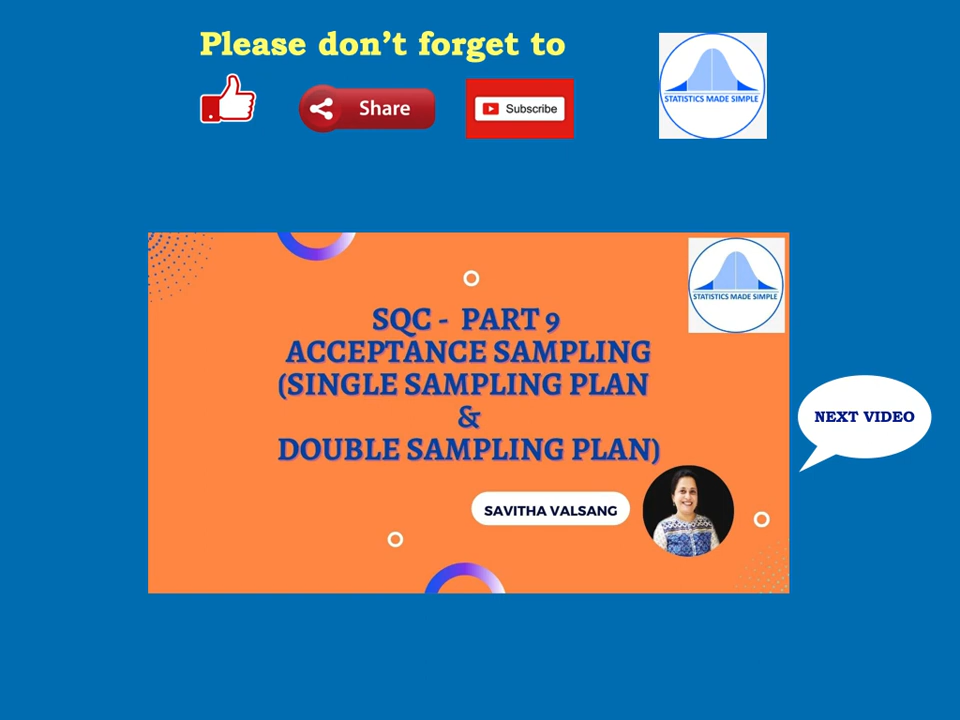 Please don't forget to
Share
Subscribe
STATISTICS MADE SIMPLE
STATISTICS MADE SIMPLE
SQC - PART 9
ACCEPTANCE SAMPLING
(SINGLE SAMPLING PLAN
&
DOUBLE SAMPLING PLAN)
NEXT VIDEO
SAVITHA VALSANG